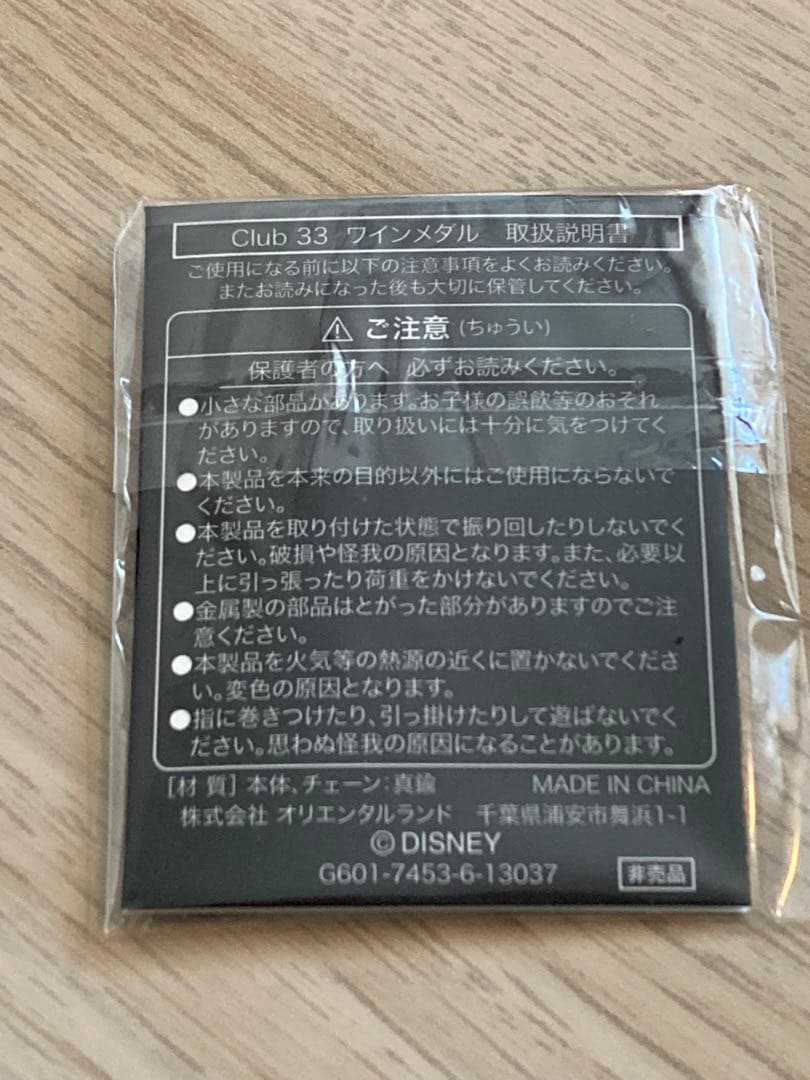 Club 33 ワインメダル 取扱説明書
ご使用になる前に以下の注意事項をよくお読みください。
またお読みになった後も大切に保管してください。
⚠ ご注意 (ちゅうい)
保護者の方へ 必ずお読みください。
●小さな部品があります。お子様の誤飲等のおそれ
がありますので、取り扱いには十分に気をつけてく
ださい。
●本製品を本来の目的以外にはご使用にならないで
ください。
●本製品を取り付けた状態で振り回したりしないでく
ださい。破損や怪我の原因となります。また、必要以
上に引っ張ったり荷重をかけないでください。
●金属製の部品はとがった部分がありますのでご注
意ください。
●本製品を火気等の熱源の近くに置かないでくださ
い。変色の原因となります。
●指に巻きつけたり、引っ掛けたりして遊ばないでく
ださい。思わぬ怪我の原因になることがあります。
[材 質] 本体、チェーン:真鍮 MADE IN CHINA
株式会社 オリエンタルランド 千葉県浦安市舞浜1-1
©DISNEY
G601-7453-6-13037 非売品